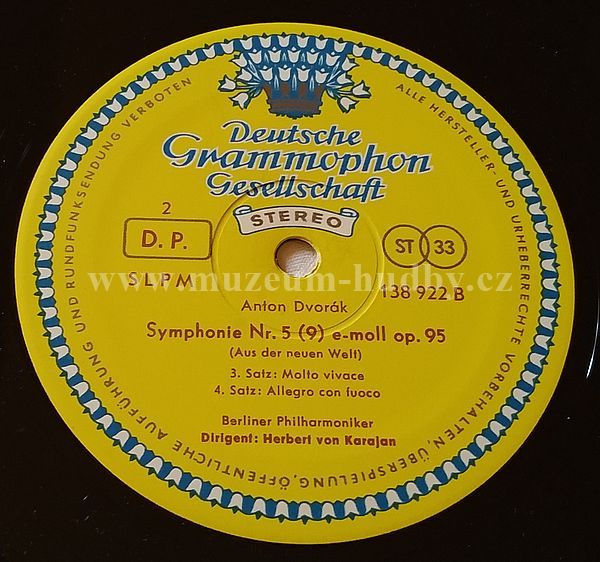 ALLE HERSTELLER- UND URHEBERRECHTE VORBEHALTEN, ÜBERSPIELUNG, ÖFFENTLICHE AUFFÜHRUNG UND RUNDFUNKSENDUNG VERBOTEN
Deutsche
Grammophon
Gesellschaft
STEREO
2
D. P.
ST 33
SLPM
138 922 B
www.muzeum-hudby.cz
Anton Dvorák
Symphonie Nr. 5 (9) e-moll op. 95
(Aus der neuen Welt)
3. Satz: Molto vivace
4. Satz: Allegro con fuoco
Berliner Philharmoniker
Dirigent: Herbert von Karajan